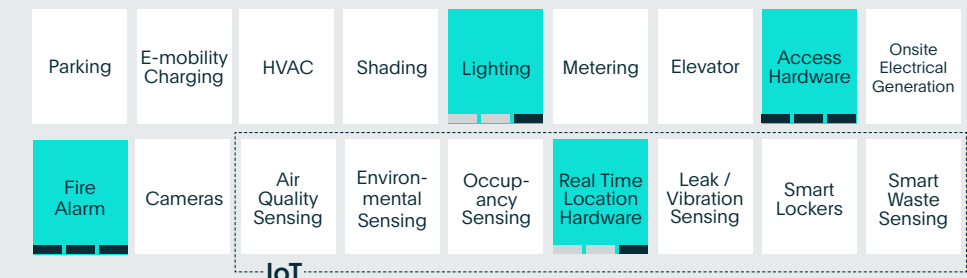 Parking
E-mobility
Charging
HVAC
Shading
Lighting
Metering
Elevator
Access
Hardware
Onsite
Electrical
Generation
Fire
Alarm
Cameras
Air
Quality
Sensing
Environ-
mental
Sensing
Occup-
ancy
Sensing
Real Time
Location
Hardware
Leak /
Vibration
Sensing
Smart
Lockers
Smart
Waste
Sensing
IoT